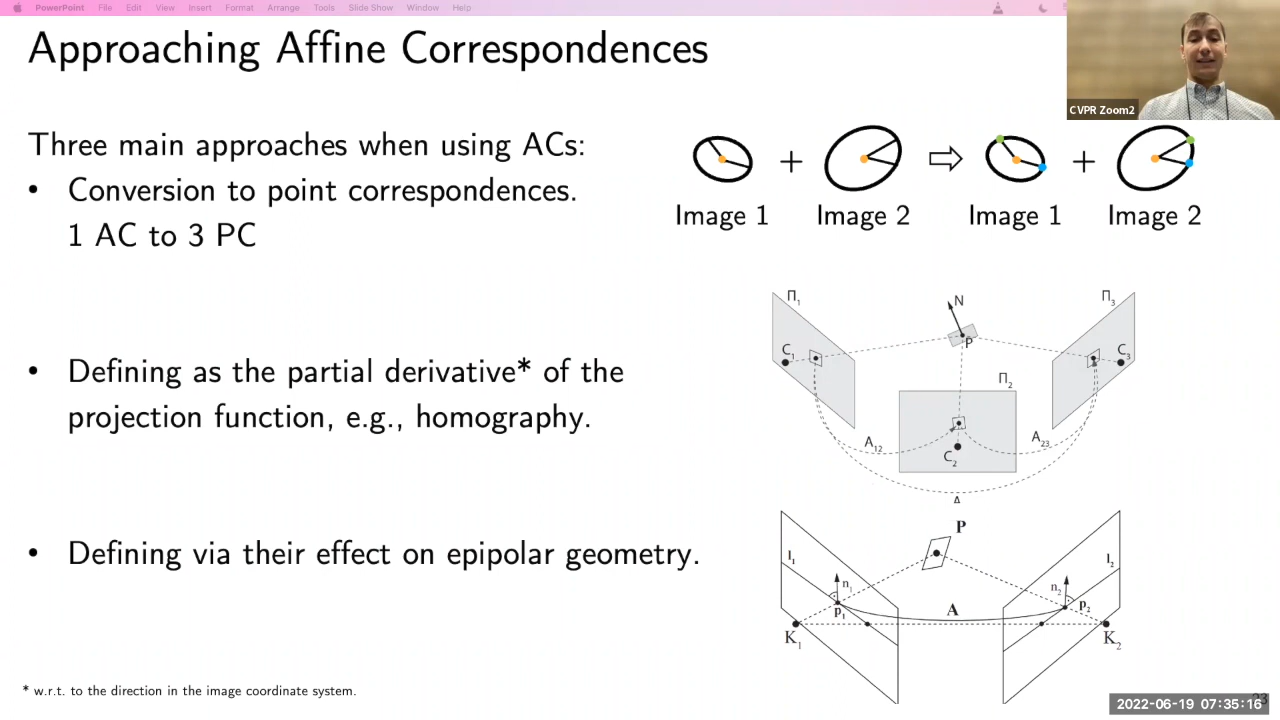 PowerPoint File Edit View Insert Format Arrange Tools Slide Show Window Help
Approaching Affine Correspondences
CVPR Zoom2
Three main approaches when using ACs:
• Conversion to point correspondences.
1 AC to 3 PC
+ ⇨ +
Image 1 Image 2 Image 1 Image 2
Π1 N Π3
P
C1 C3
Π2
A12 A23
C2
A
• Defining as the partial derivative* of the
projection function, e.g., homography.
• Defining via their effect on epipolar geometry.
P
l1 l2
n1 n2
p1 A p2
K1 K2
* w.r.t. to the direction in the image coordinate system.
2022-06-19 07:35:16